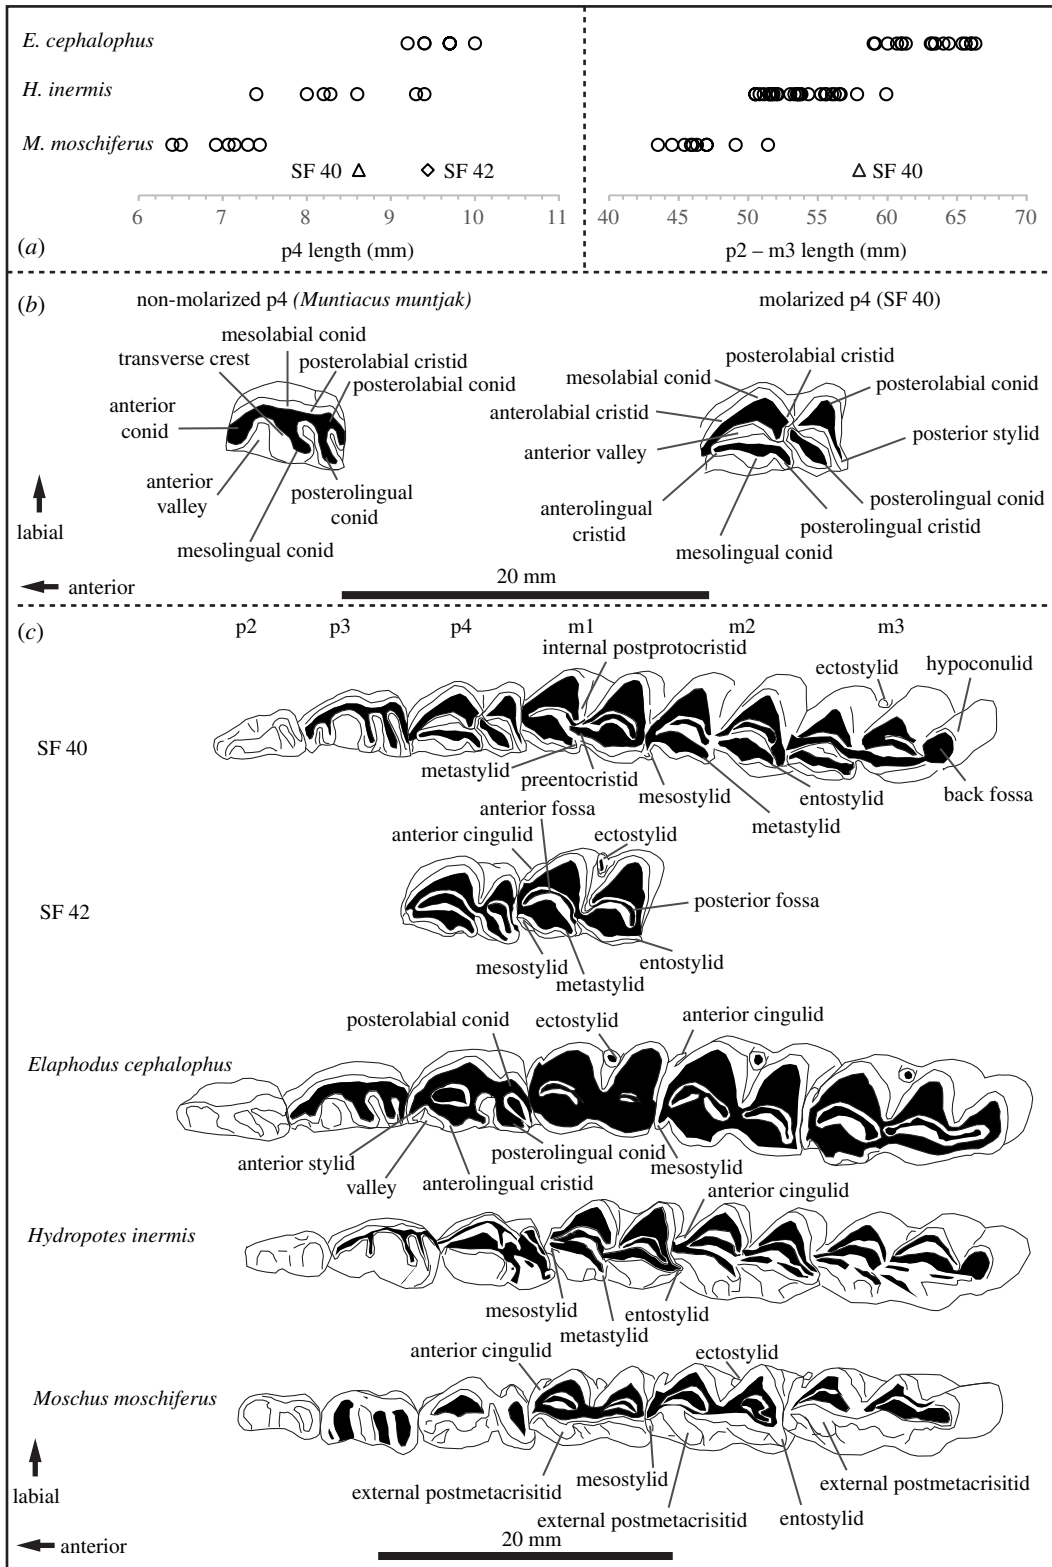 E. cephalophus
H. inermis
M. moschiferus
SF 40
SF 42
SF 40
6 7 8 9 10 11
40 45 50 55 60 65 70
(a)
p4 length (mm)
p2 – m3 length (mm)
(b)
non-molarized p4 (Muntiacus muntjak)
molarized p4 (SF 40)
mesolabial conid
transverse crest
posterolabial cristid
posterolabial conid
anterior
conid
anterior
valley
posterolingual
conid
mesolingual conid
posterolabial cristid
mesolabial conid
posterolabial conid
anterolabial cristid
posterior stylid
anterior valley
anterolingual
cristid
posterolingual conid
posterolingual cristid
mesolingual conid
labial
anterior
20 mm
(c)
p2 p3 p4 m1 m2 m3
internal postprotocristid
ectostylid
hypoconulid
SF 40
metastylid
preentocristid
mesostylid
entostylid
metastylid
back fossa
anterior fossa
anterior cingulid
ectostylid
SF 42
posterior fossa
mesostylid
metastylid
entostylid
posterolabial conid
ectostylid
anterior cingulid
Elaphodus cephalophus
anterior stylid
valley
anterolingual cristid
posterolingual conid
mesostylid
anterior cingulid
Hydropotes inermis
mesostylid
metastylid
entostylid
anterior cingulid
ectostylid
Moschus moschiferus
external postmetacrisitid
mesostylid
external postmetacrisitid
entostylid
external postmetacrisitid
labial
anterior
20 mm